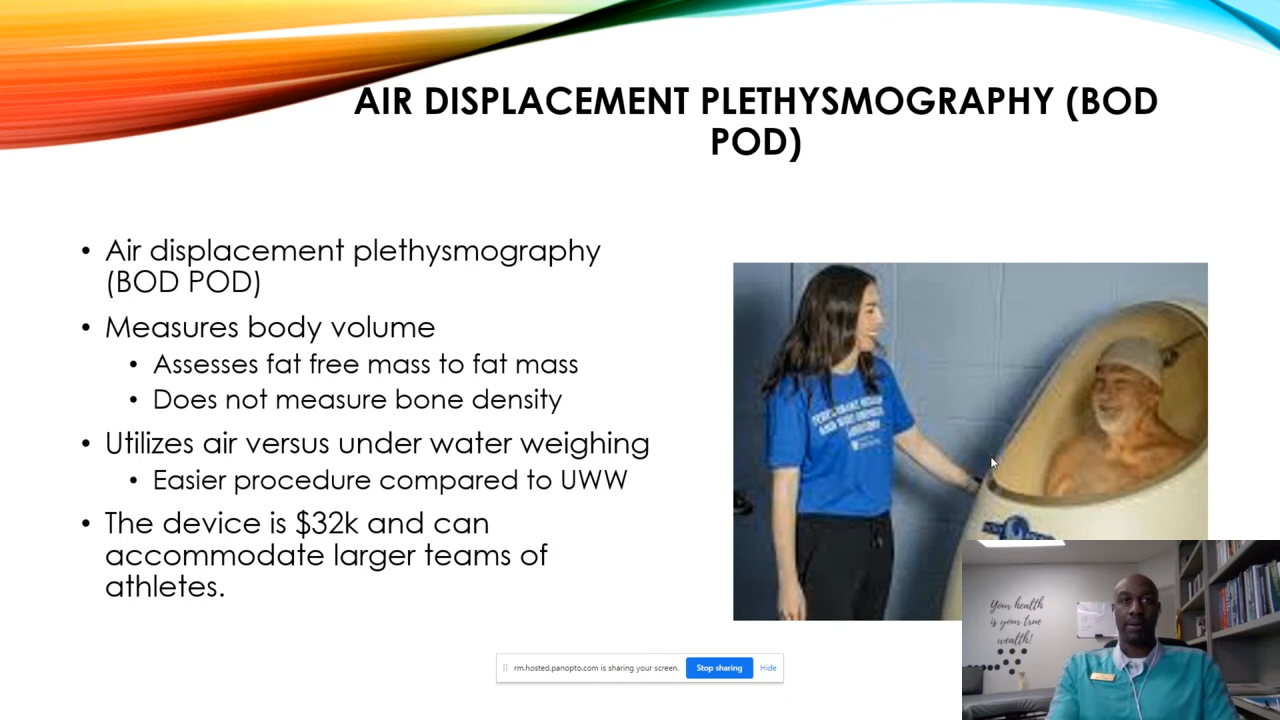 AIR DISPLACEMENT PLETHYSMOGRAPHY (BOD
POD)
• Air displacement plethysmography
(BOD POD)
• Measures body volume
• Assesses fat free mass to fat mass
• Does not measure bone density
• Utilizes air versus under water weighing
• Easier procedure compared to UWW
• The device is $32k and can
accommodate larger teams of
athletes.
Your health
is your true
wealth!
rm.hosted.panopto.com is sharing your screen. Stop sharing Hide